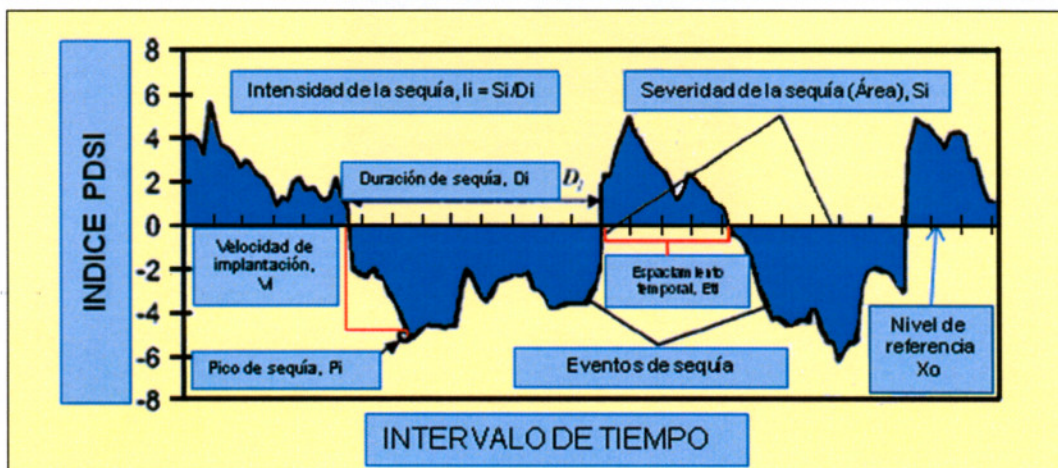 INDICE PDSI
8
6
4
2
0
-2
-4
-6
-8
Intensidad de la sequía, Ii = Si/Di
Severidad de la sequía (Área), Si
Duración de sequía, Di
Di
Velocidad de
implantación,
Vi
Espaciamiento
temporal, Eti
Pico de sequía, Pi
Eventos de sequía
Nivel de
referencia
Xo
INTERVALO DE TIEMPO